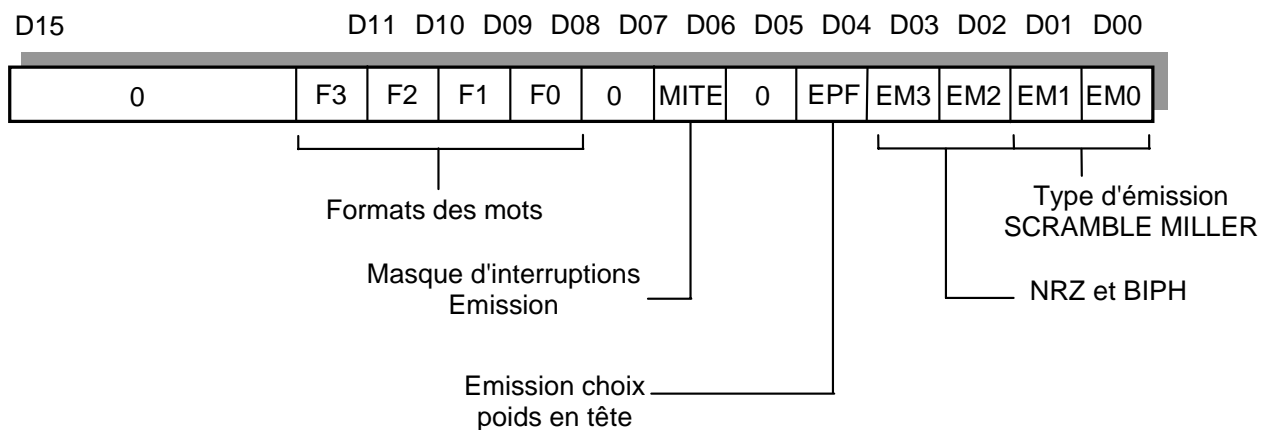 D15 D11 D10 D09 D08 D07 D06 D05 D04 D03 D02 D01 D00
0 F3 F2 F1 F0 0 MITE 0 EPF EM3 EM2 EM1 EM0
Formats des mots
Type d'émission
SCRAMBLE MILLER
Masque d'interruptions
Emission
NRZ et BIPH
Emission choix
poids en tête